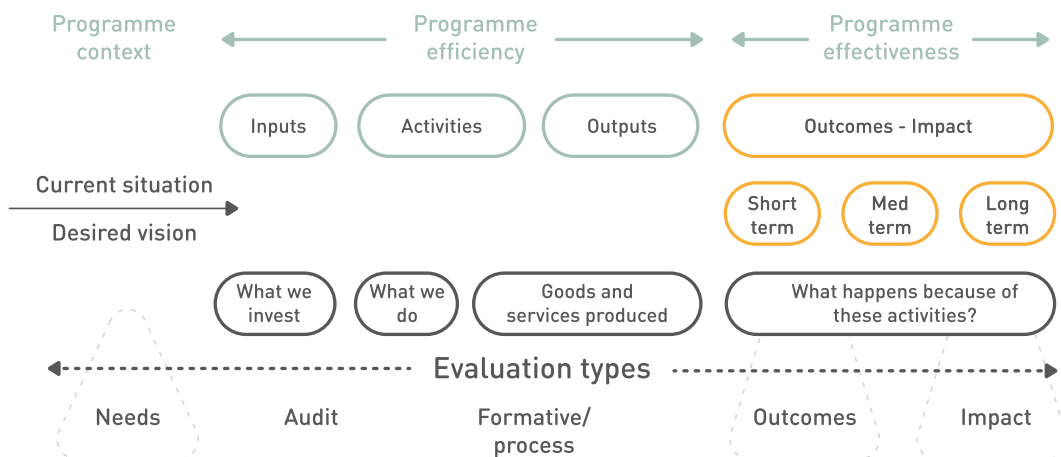 Programme
context
Programme
efficiency
Programme
effectiveness
Inputs
Activities
Outputs
Outcomes - Impact
Current situation
Desired vision
Short
term
Med
term
Long
term
What we
invest
What we
do
Goods and
services produced
What happens because of
these activities?
Evaluation types
Needs
Audit
Formative/
process
Outcomes
Impact